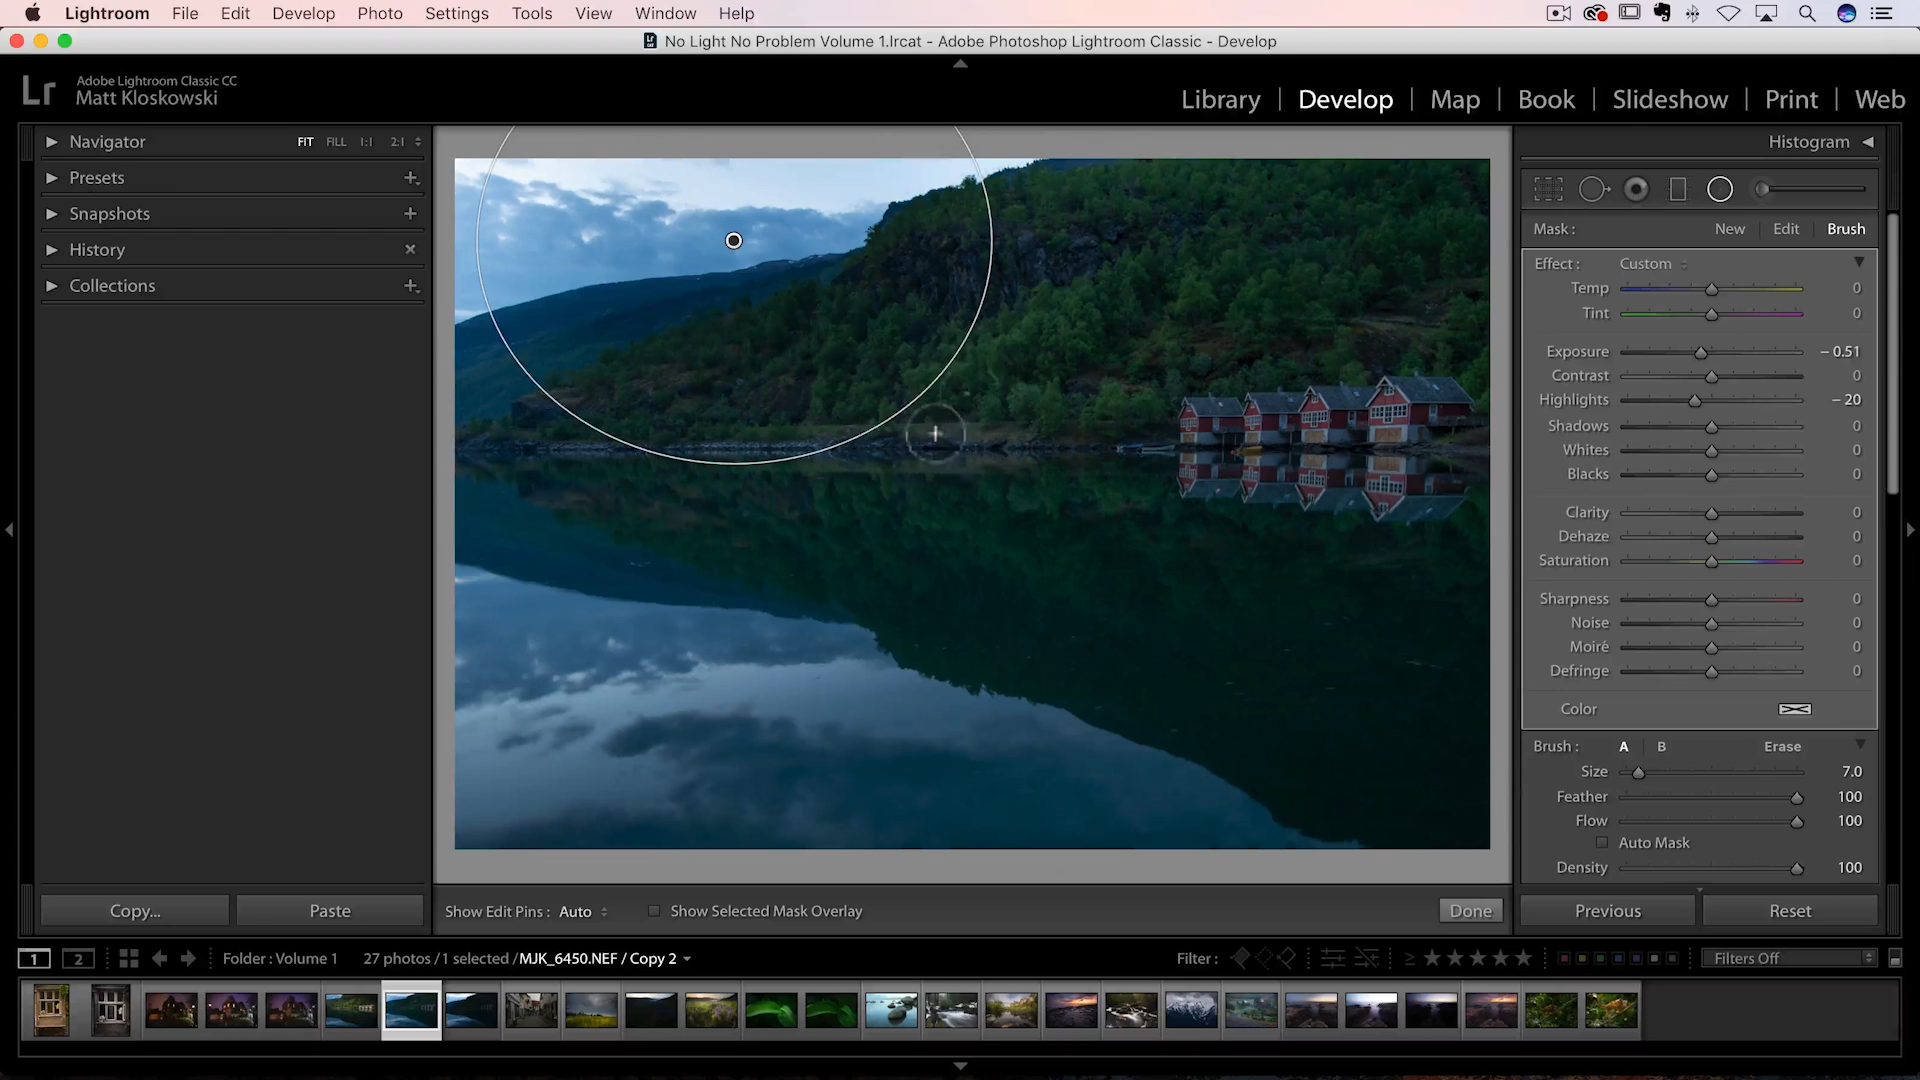 Lightroom File Edit Develop Photo Settings Tools View Window Help
Lr No Light No Problem Volume 1.lrcat - Adobe Photoshop Lightroom Classic - Develop
Lr
Adobe Lightroom Classic CC
Matt Kloskowski
Library | Develop | Map | Book | Slideshow | Print | Web
Navigator FIT FILL 1:1 2:1
Presets
Snapshots
History
Collections
Copy... Paste
Histogram
Mask : New Edit Brush
Effect : Custom
Temp 0
Tint 0
Exposure – 0.51
Contrast 0
Highlights – 20
Shadows 0
Whites 0
Blacks 0
Clarity 0
Dehaze 0
Saturation 0
Sharpness 0
Noise 0
Moiré 0
Defringe 0
Color
Brush : A B Erase
Size 7.0
Feather 100
Flow 100
Auto Mask
Density 100
Show Edit Pins : Auto Show Selected Mask Overlay Done
Previous Reset
1 2 Folder : Volume 1 27 photos / 1 selected / MJK_6450.NEF / Copy 2 Filter : ≥ ★★★★★ Filters Off